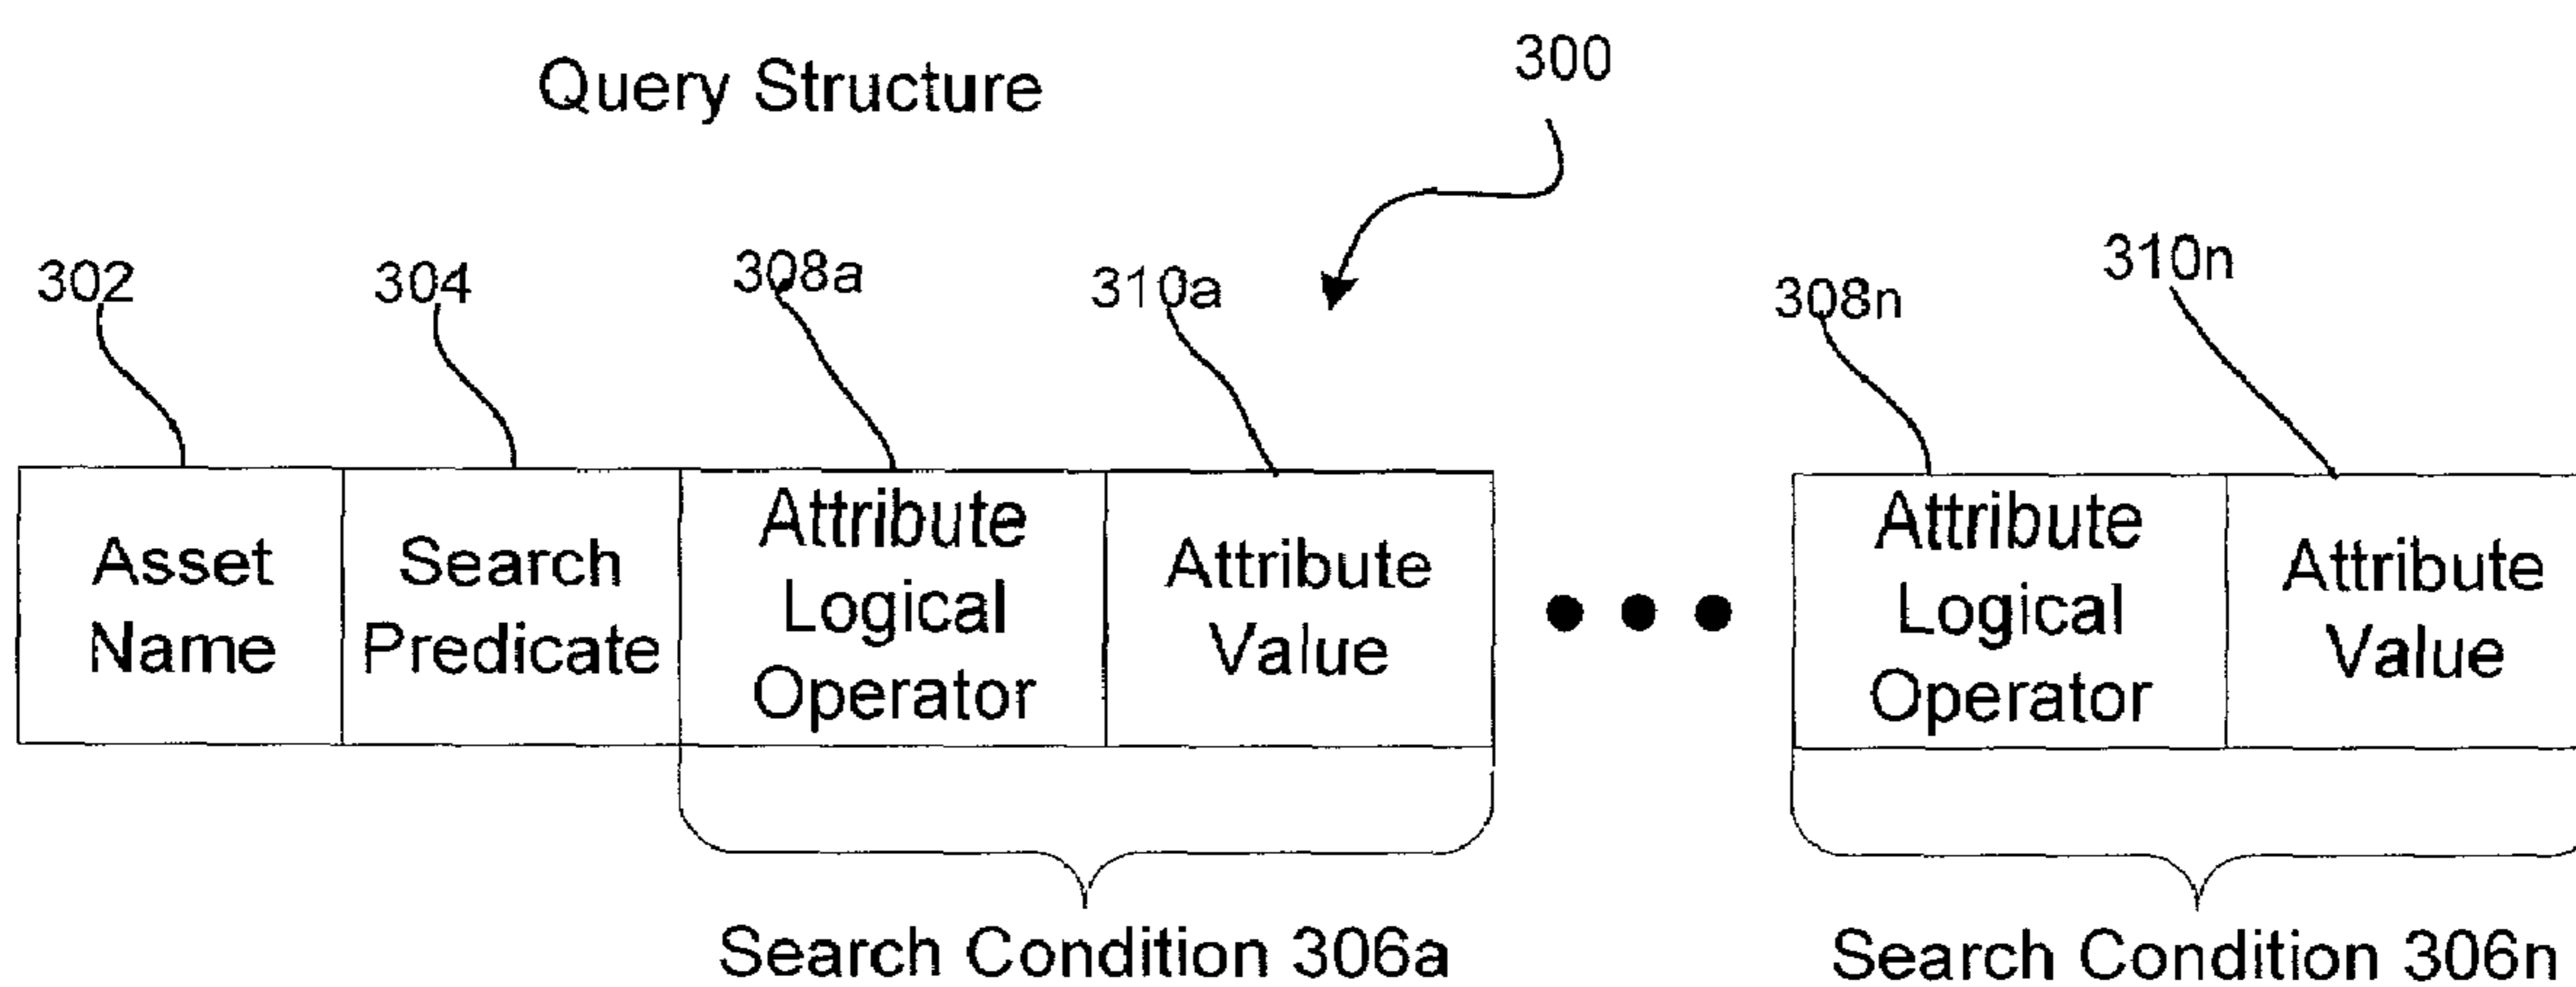 Query Structure
300
302
304
308a
310a
308n
310n
Asset
Name
Search
Predicate
Attribute
Logical
Operator
Attribute
Value
Attribute
Logical
Operator
Attribute
Value
Search Condition 306a
Search Condition 306n